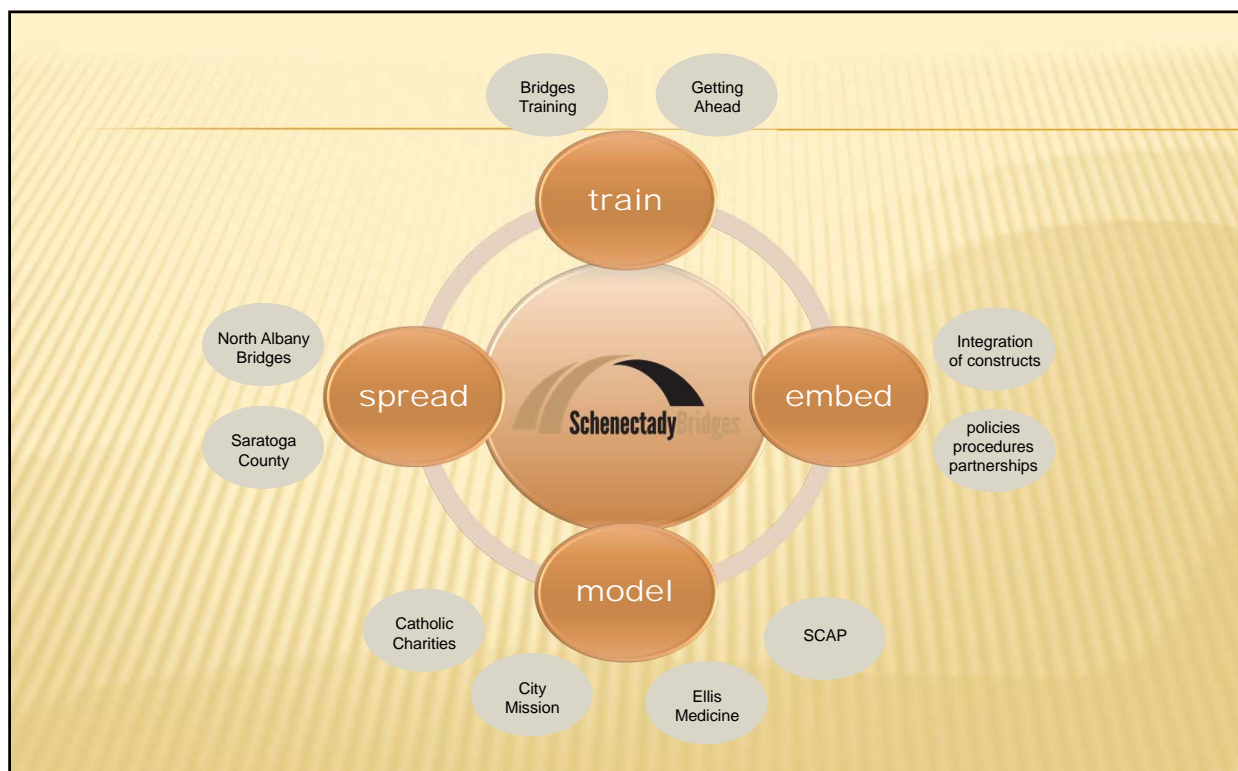 Bridges
Training
Getting
Ahead
train
North Albany
Bridges
Saratoga
County
spread
SchenectadyBridges
embed
Integration
of constructs
policies
procedures
partnerships
model
Catholic
Charities
City
Mission
Ellis
Medicine
SCAP